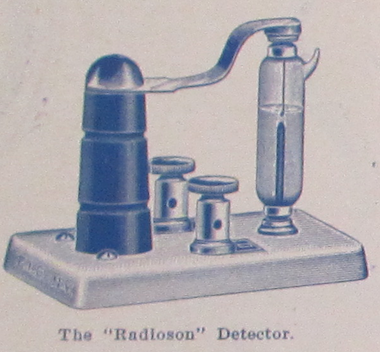 The "Radioson" Detector.